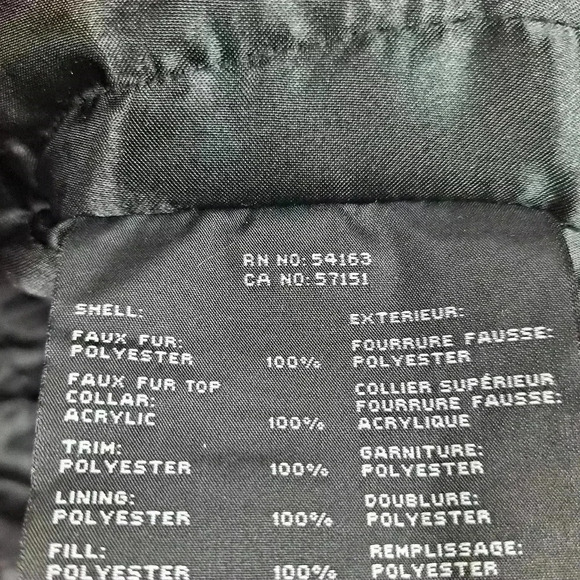 RN NO: 54163
CA NO: 57151
SHELL:
EXTERIEUR:
FAUX FUR:
POLYESTER 100%
FOURRURE FAUSSE:
POLYESTER
FAUX FUR TOP
COLLAR:
ACRYLIC 100%
COLLIER SUPÉRIEUR
FOURRURE FAUSSE:
ACRYLIQUE
TRIM:
POLYESTER 100%
GARNITURE:
POLYESTER
LINING:
POLYESTER 100%
DOUBLURE:
POLYESTER
FILL:
POLYESTER 100%
REMPLISSAGE:
POLYESTER